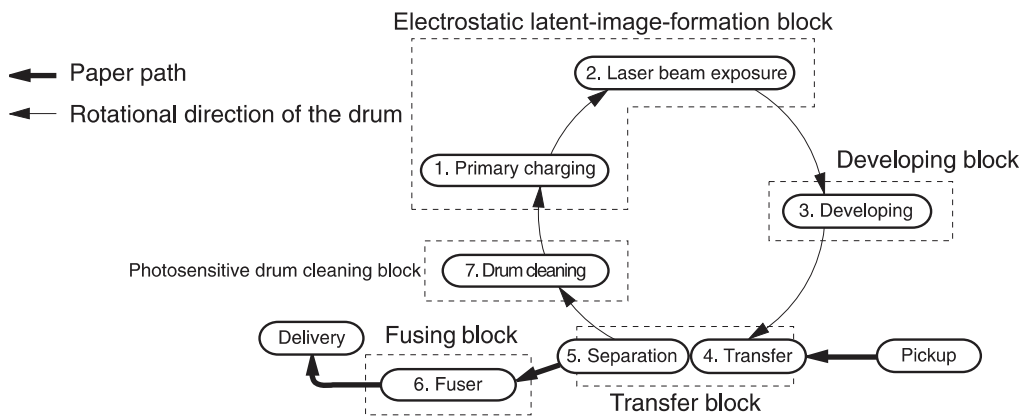 Electrostatic latent-image-formation block
Paper path
2. Laser beam exposure
Rotational direction of the drum
1. Primary charging
Developing block
3. Developing
Photosensitive drum cleaning block
7. Drum cleaning
Delivery
Fusing block
5. Separation
4. Transfer
Pickup
6. Fuser
Transfer block